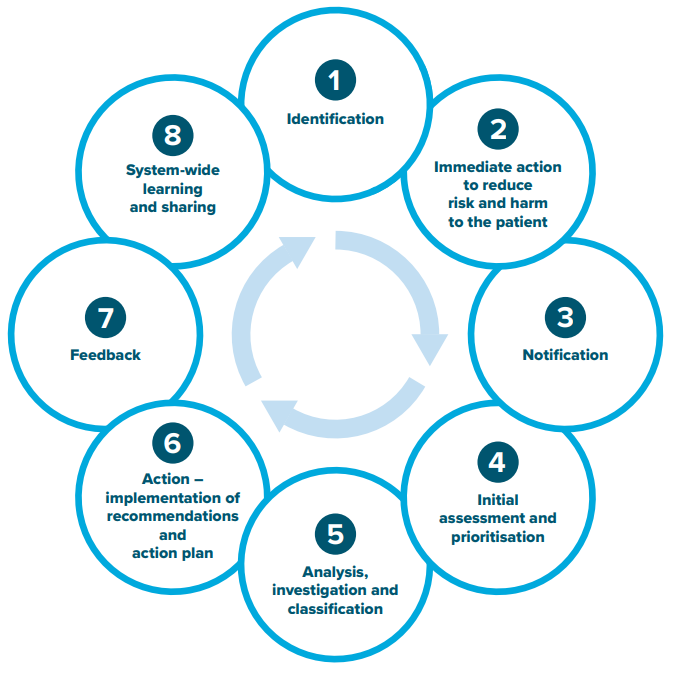 1
Identification
2
Immediate action
to reduce
risk and harm
to the patient
3
Notification
4
Initial
assessment and
prioritisation
5
Analysis,
investigation and
classification
6
Action –
implementation of
recommendations
and
action plan
7
Feedback
8
System-wide
learning
and sharing